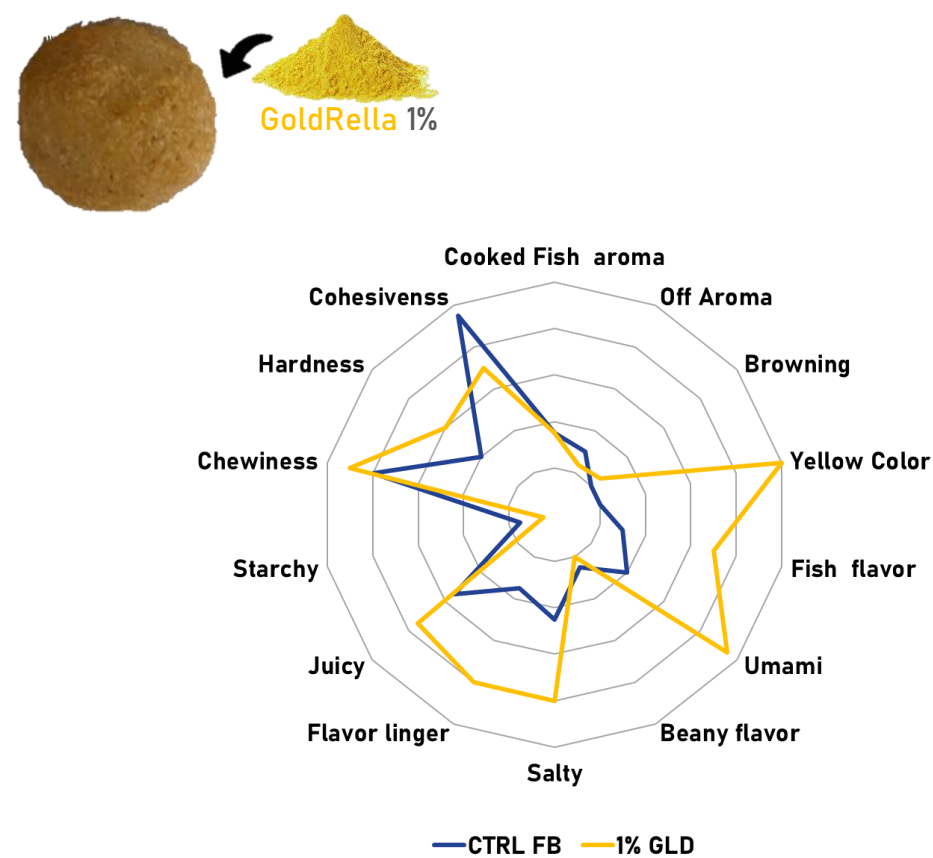 GoldRella 1%
Cooked Fish aroma
Cohesivenss
Off Aroma
Hardness
Browning
Chewiness
Yellow Color
Starchy
Fish flavor
Juicy
Umami
Flavor linger
Beany flavor
Salty
CTRL FB
1% GLD